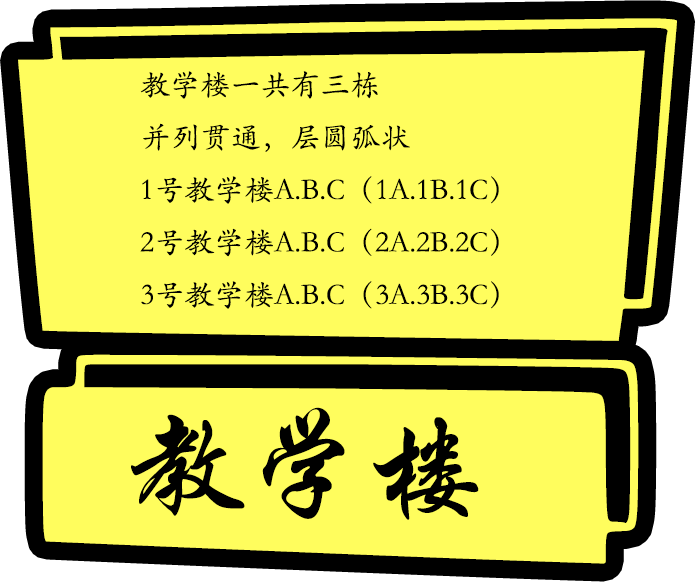 教学楼一共有三栋
并列贯通，层圆弧状
1号教学楼A.B.C（1A.1B.1C）
2号教学楼A.B.C（2A.2B.2C）
3号教学楼A.B.C（3A.3B.3C）
教学楼